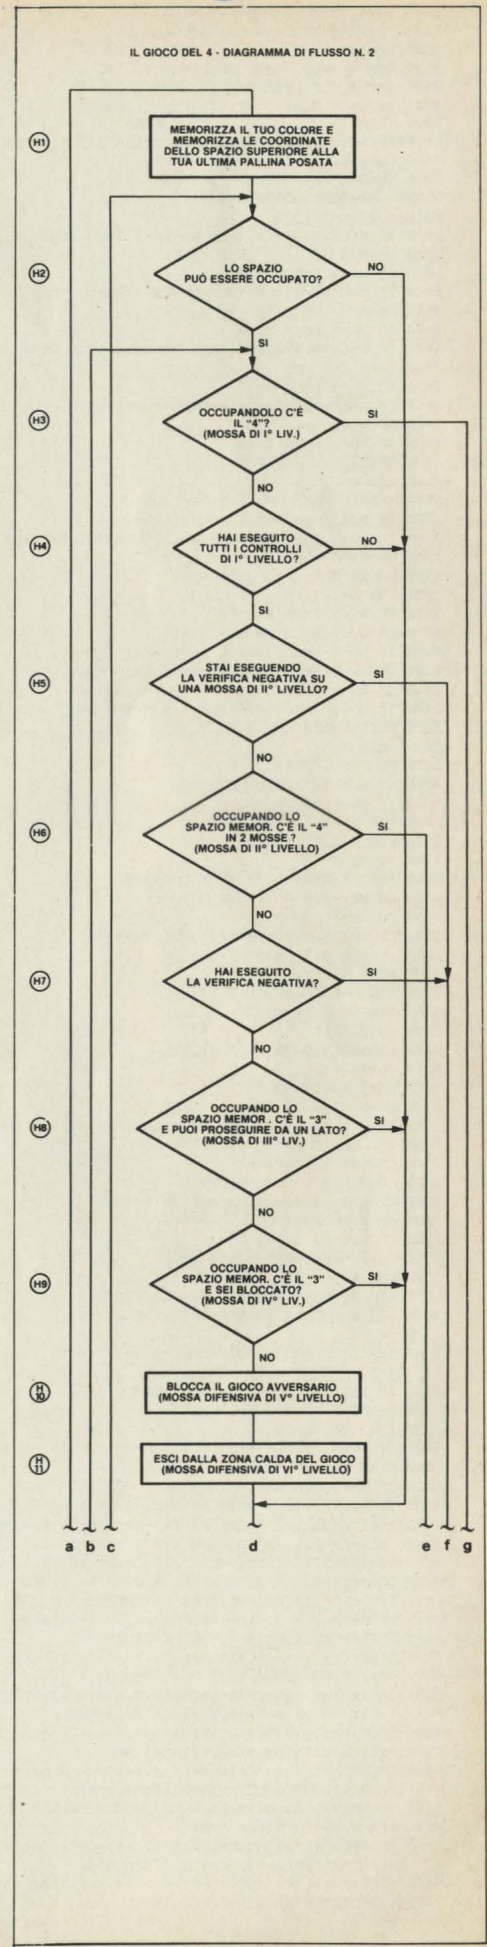 IL GIOCO DEL 4 - DIAGRAMMA DI FLUSSO N. 2
H1
MEMORIZZA IL TUO COLORE E
MEMORIZZA LE COORDINATE
DELLO SPAZIO SUPERIORE ALLA
TUA ULTIMA PALLINA POSATA
H2
LO SPAZIO
PUÓ ESSERE OCCUPATO?
NO
SI
H3
OCCUPANDOLO C'È
IL "4"?
(MOSSA DI I° LIV.)
SI
NO
H4
HAI ESEGUITO
TUTTI I CONTROLLI
DI I° LIVELLO?
NO
SI
H5
STAI ESEGUENDO
LA VERIFICA NEGATIVA SU
UNA MOSSA DI II° LIVELLO?
SI
NO
H6
OCCUPANDO LO
SPAZIO MEMOR. C'È IL "4"
IN 2 MOSSE ?
(MOSSA DI II° LIVELLO)
SI
NO
H7
HAI ESEGUITO
LA VERIFICA NEGATIVA?
SI
NO
H8
OCCUPANDO LO
SPAZIO MEMOR . C'È IL "3"
E PUOI PROSEGUIRE DA UN LATO?
(MOSSA DI III° LIV.)
SI
NO
H9
OCCUPANDO LO
SPAZIO MEMOR. C'È IL "3"
E SEI BLOCCATO?
(MOSSA DI IV° LIV.)
SI
NO
H
10
BLOCCA IL GIOCO AVVERSARIO
(MOSSA DIFENSIVA DI V° LIVELLO)
H
11
ESCI DALLA ZONA CALDA DEL GIOCO
(MOSSA DIFENSIVA DI VI° LIVELLO)
a b c d e f g